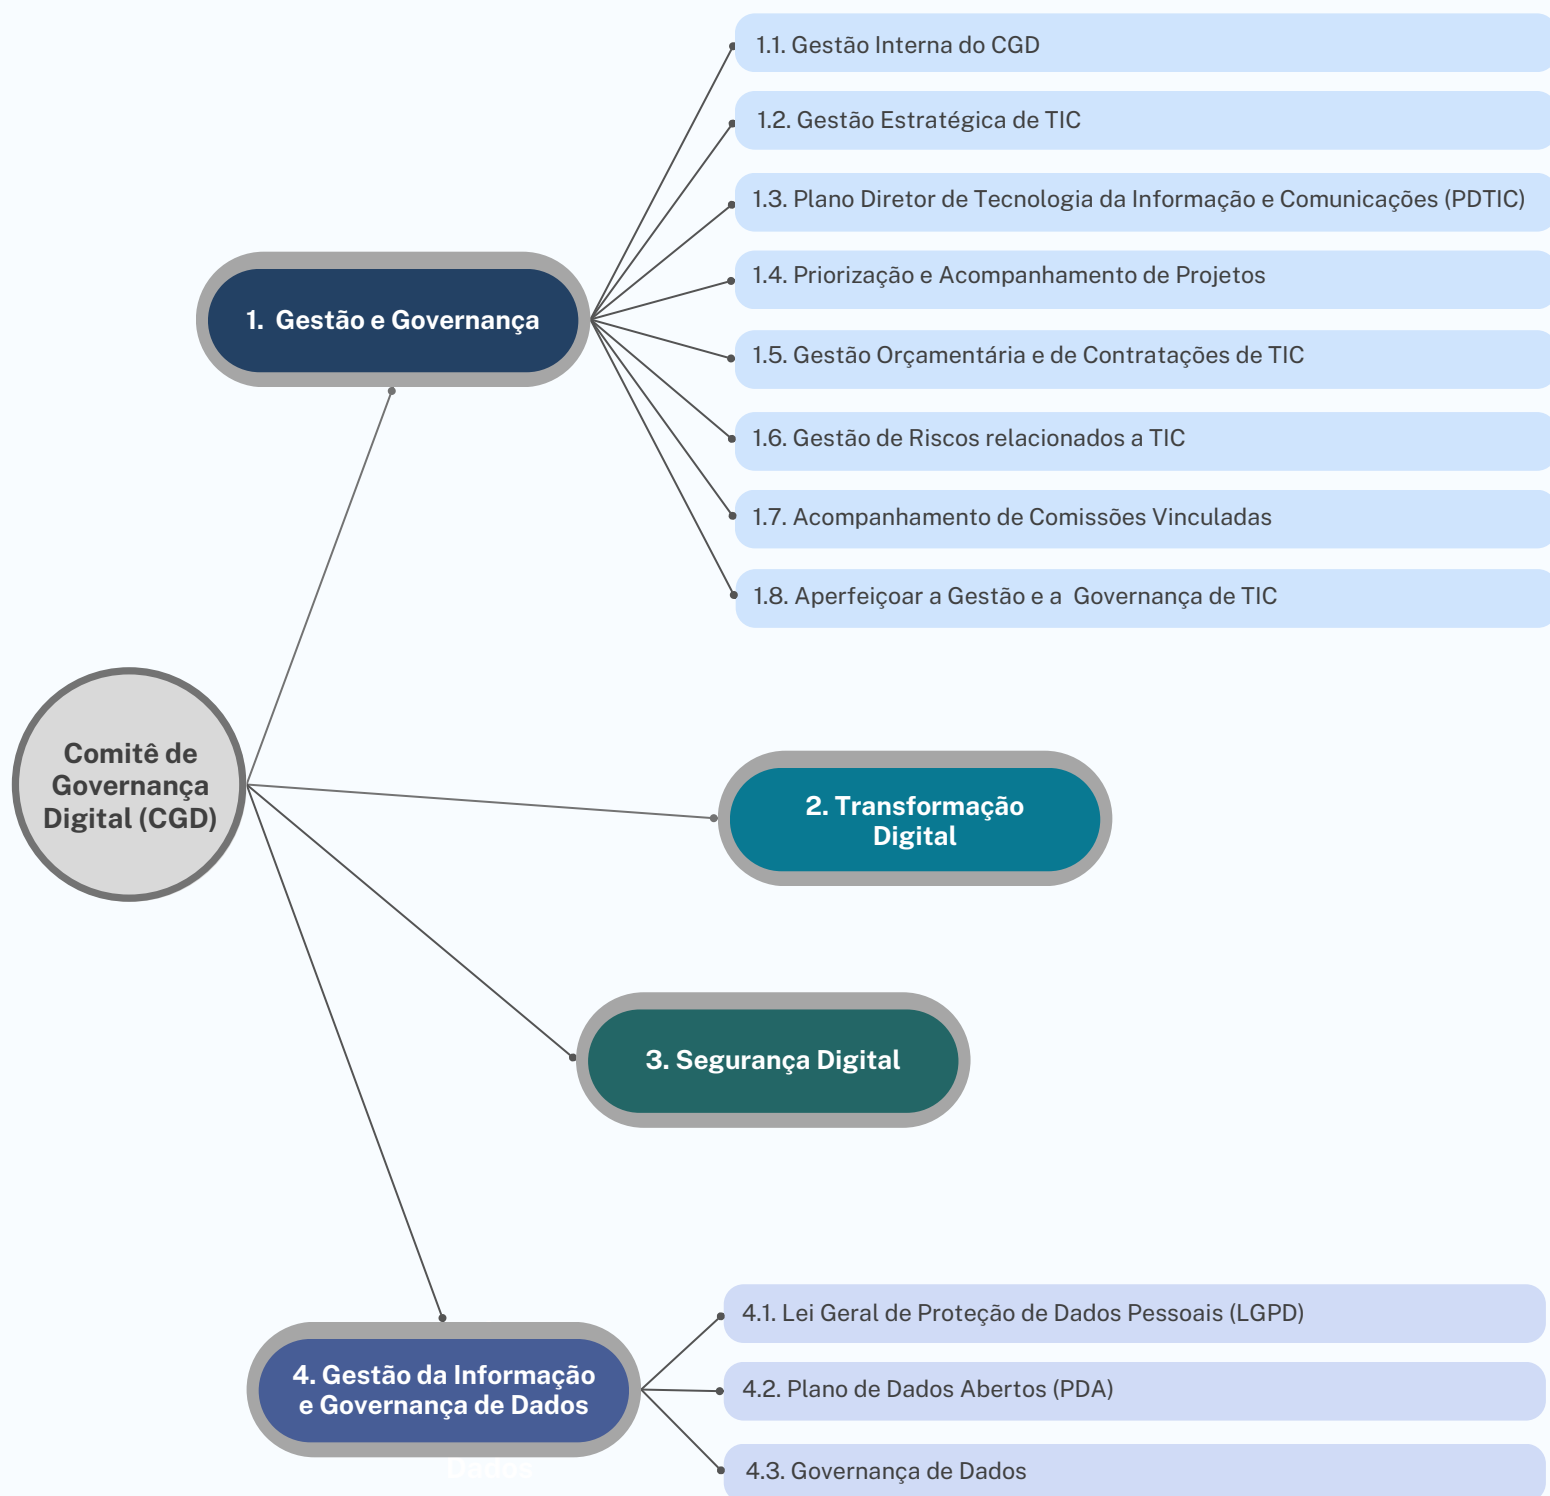 1.1. Gestão Interna do CGD
1.2. Gestão Estratégica de TIC
1.3. Plano Diretor de Tecnologia da Informação e Comunicações (PDTIC)
1.4. Priorização e Acompanhamento de Projetos
1.5. Gestão Orçamentária e de Contratações de TIC
1.6. Gestão de Riscos relacionados a TIC
1.7. Acompanhamento de Comissões Vinculadas
1.8. Aperfeiçoar a Gestão e a  Governança de TIC
1.  Gestão e Governança
Comitê de
Governança
Digital (CGD)
2. Transformação
Digital
3. Segurança Digital
4. Gestão da Informação
e Governança de Dados
Dados
4.1. Lei Geral de Proteção de Dados Pessoais (LGPD)
4.2. Plano de Dados Abertos (PDA)
4.3. Governança de Dados